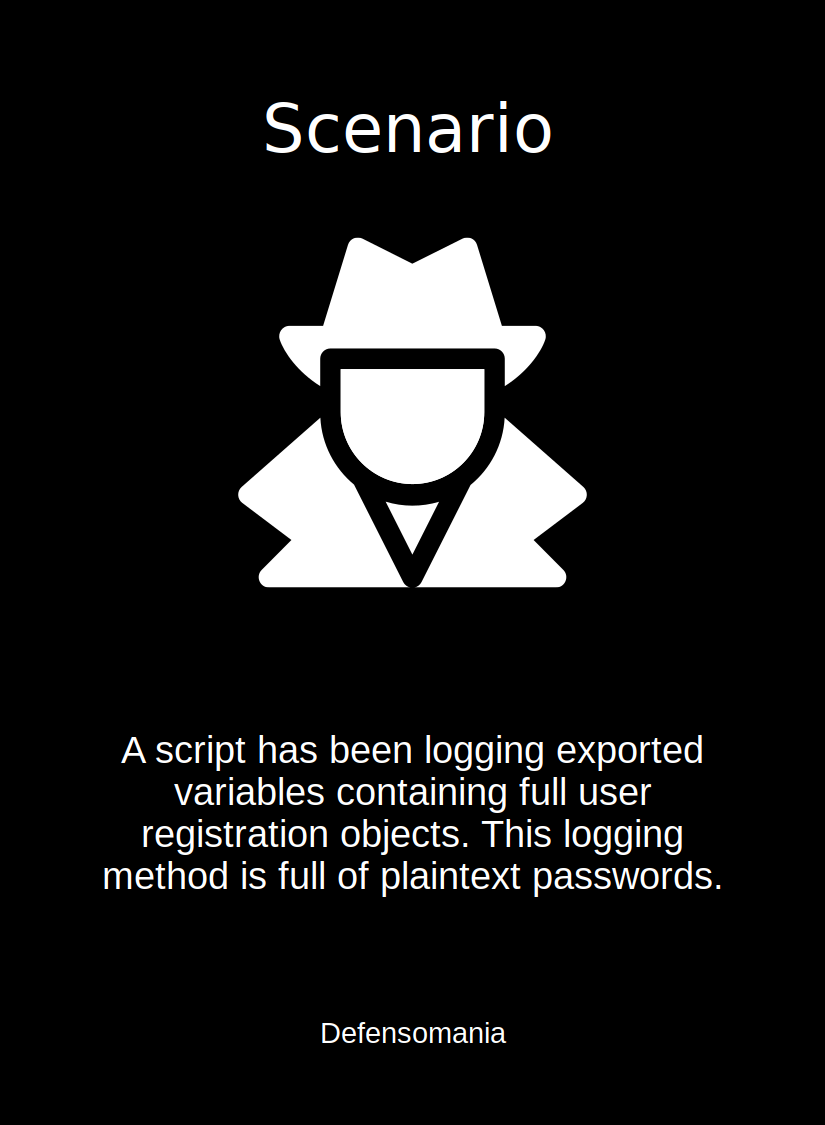 Scenario
A script has been logging exported
variables containing full user
registration objects. This logging
method is full of plaintext passwords.
Defensomania